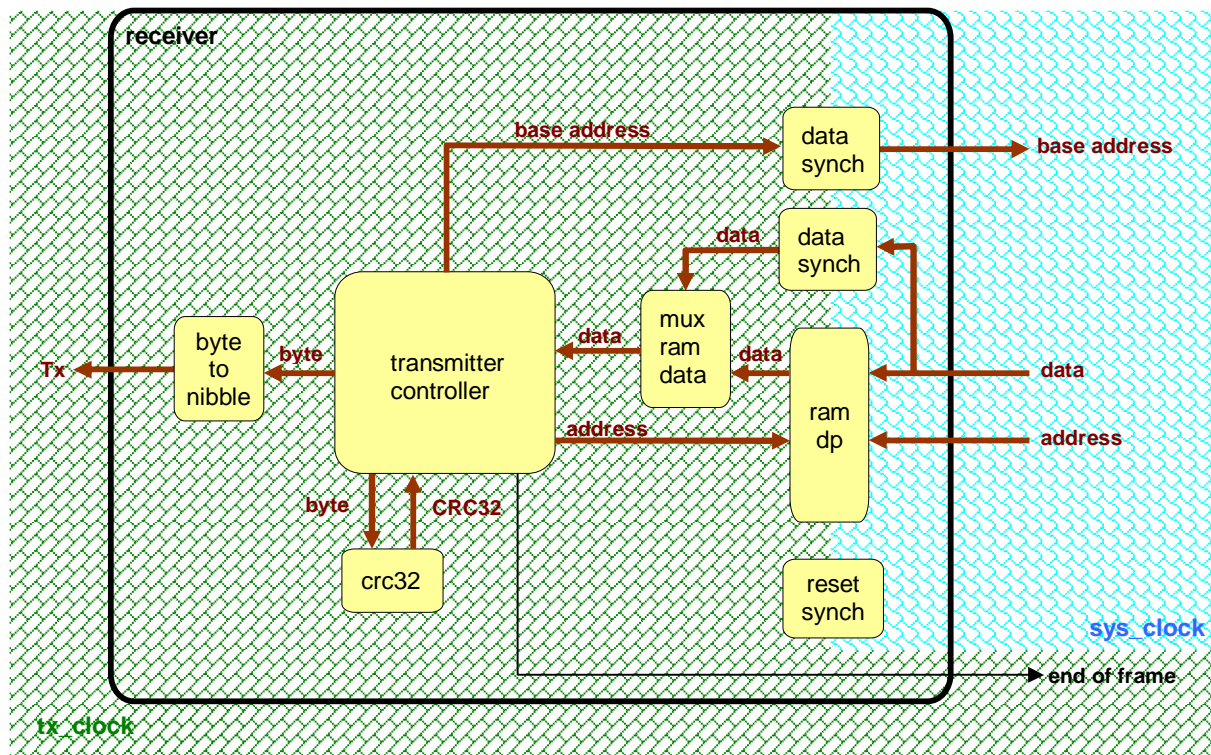 receiver
base address
data
synch
base address
data
data
synch
mux
ram
data
data
data
data
Tx
byte
to
nibble
byte
transmitter
controller
ram
dp
address
address
byte
CRC32
crc32
reset
synch
sys_clock
end of frame
tx_clock